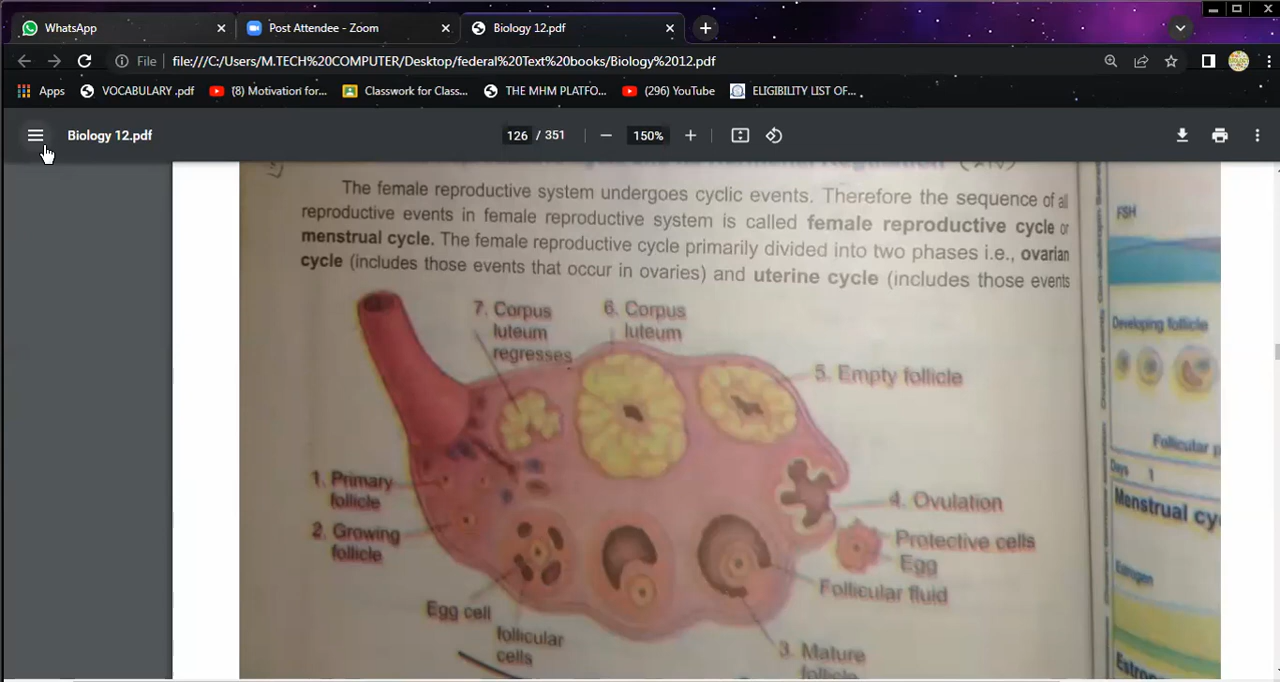 WhatsApp
Post Attendee - Zoom
Biology 12.pdf
File file:///C:/Users/M.TECH%20COMPUTER/Desktop/federal%20Text%20books/Biology%2012.pdf
Apps VOCABULARY .pdf (8) Motivation for... Classwork for Class... THE MHM PLATFO... (296) YouTube ELIGIBILITY LIST OF...
Biology 12.pdf 126 / 351 150%
The female reproductive system undergoes cyclic events. Therefore the sequence of all
reproductive events in female reproductive system is called female reproductive cycle or
menstrual cycle. The female reproductive cycle primarily divided into two phases i.e., ovarian
cycle (includes those events that occur in ovaries) and uterine cycle (includes those events
7. Corpus
luteum
regresses
6. Corpus
luteum
5. Empty follicle
1. Primary
follicle
2. Growing
follicle
4. Ovulation
Protective cells
Egg
Follicular fluid
Egg cell
follicular
cells
3. Mature
follicle
FSH
Developing follicle
Follicular p
Days 1
Menstrual cy
Estrogen